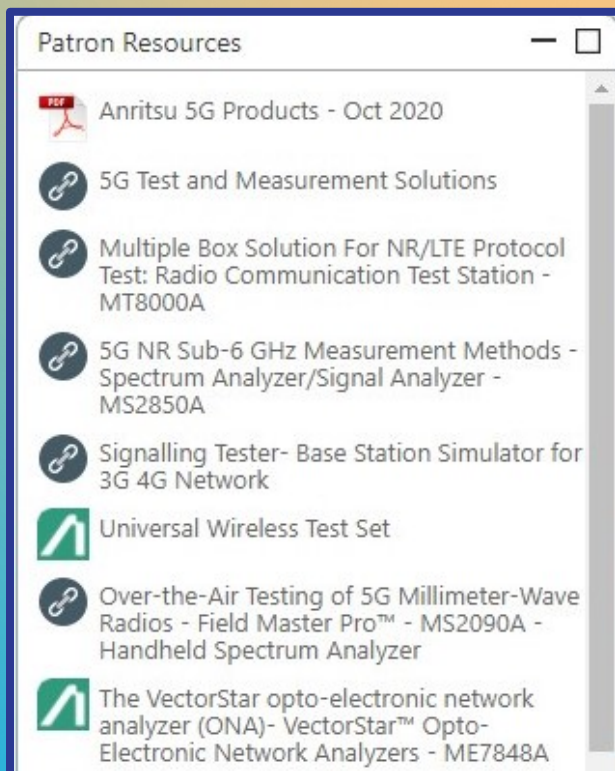 Patron Resources
PDF
Anritsu 5G Products - Oct 2020
5G Test and Measurement Solutions
Multiple Box Solution For NR/LTE Protocol
Test: Radio Communication Test Station -
MT8000A
5G NR Sub-6 GHz Measurement Methods -
Spectrum Analyzer/Signal Analyzer -
MS2850A
Signalling Tester- Base Station Simulator for
3G 4G Network
Universal Wireless Test Set
Over-the-Air Testing of 5G Millimeter-Wave
Radios - Field Master Pro™ - MS2090A -
Handheld Spectrum Analyzer
The VectorStar opto-electronic network
analyzer (ONA)- VectorStar™ Opto-
Electronic Network Analyzers - ME7848A